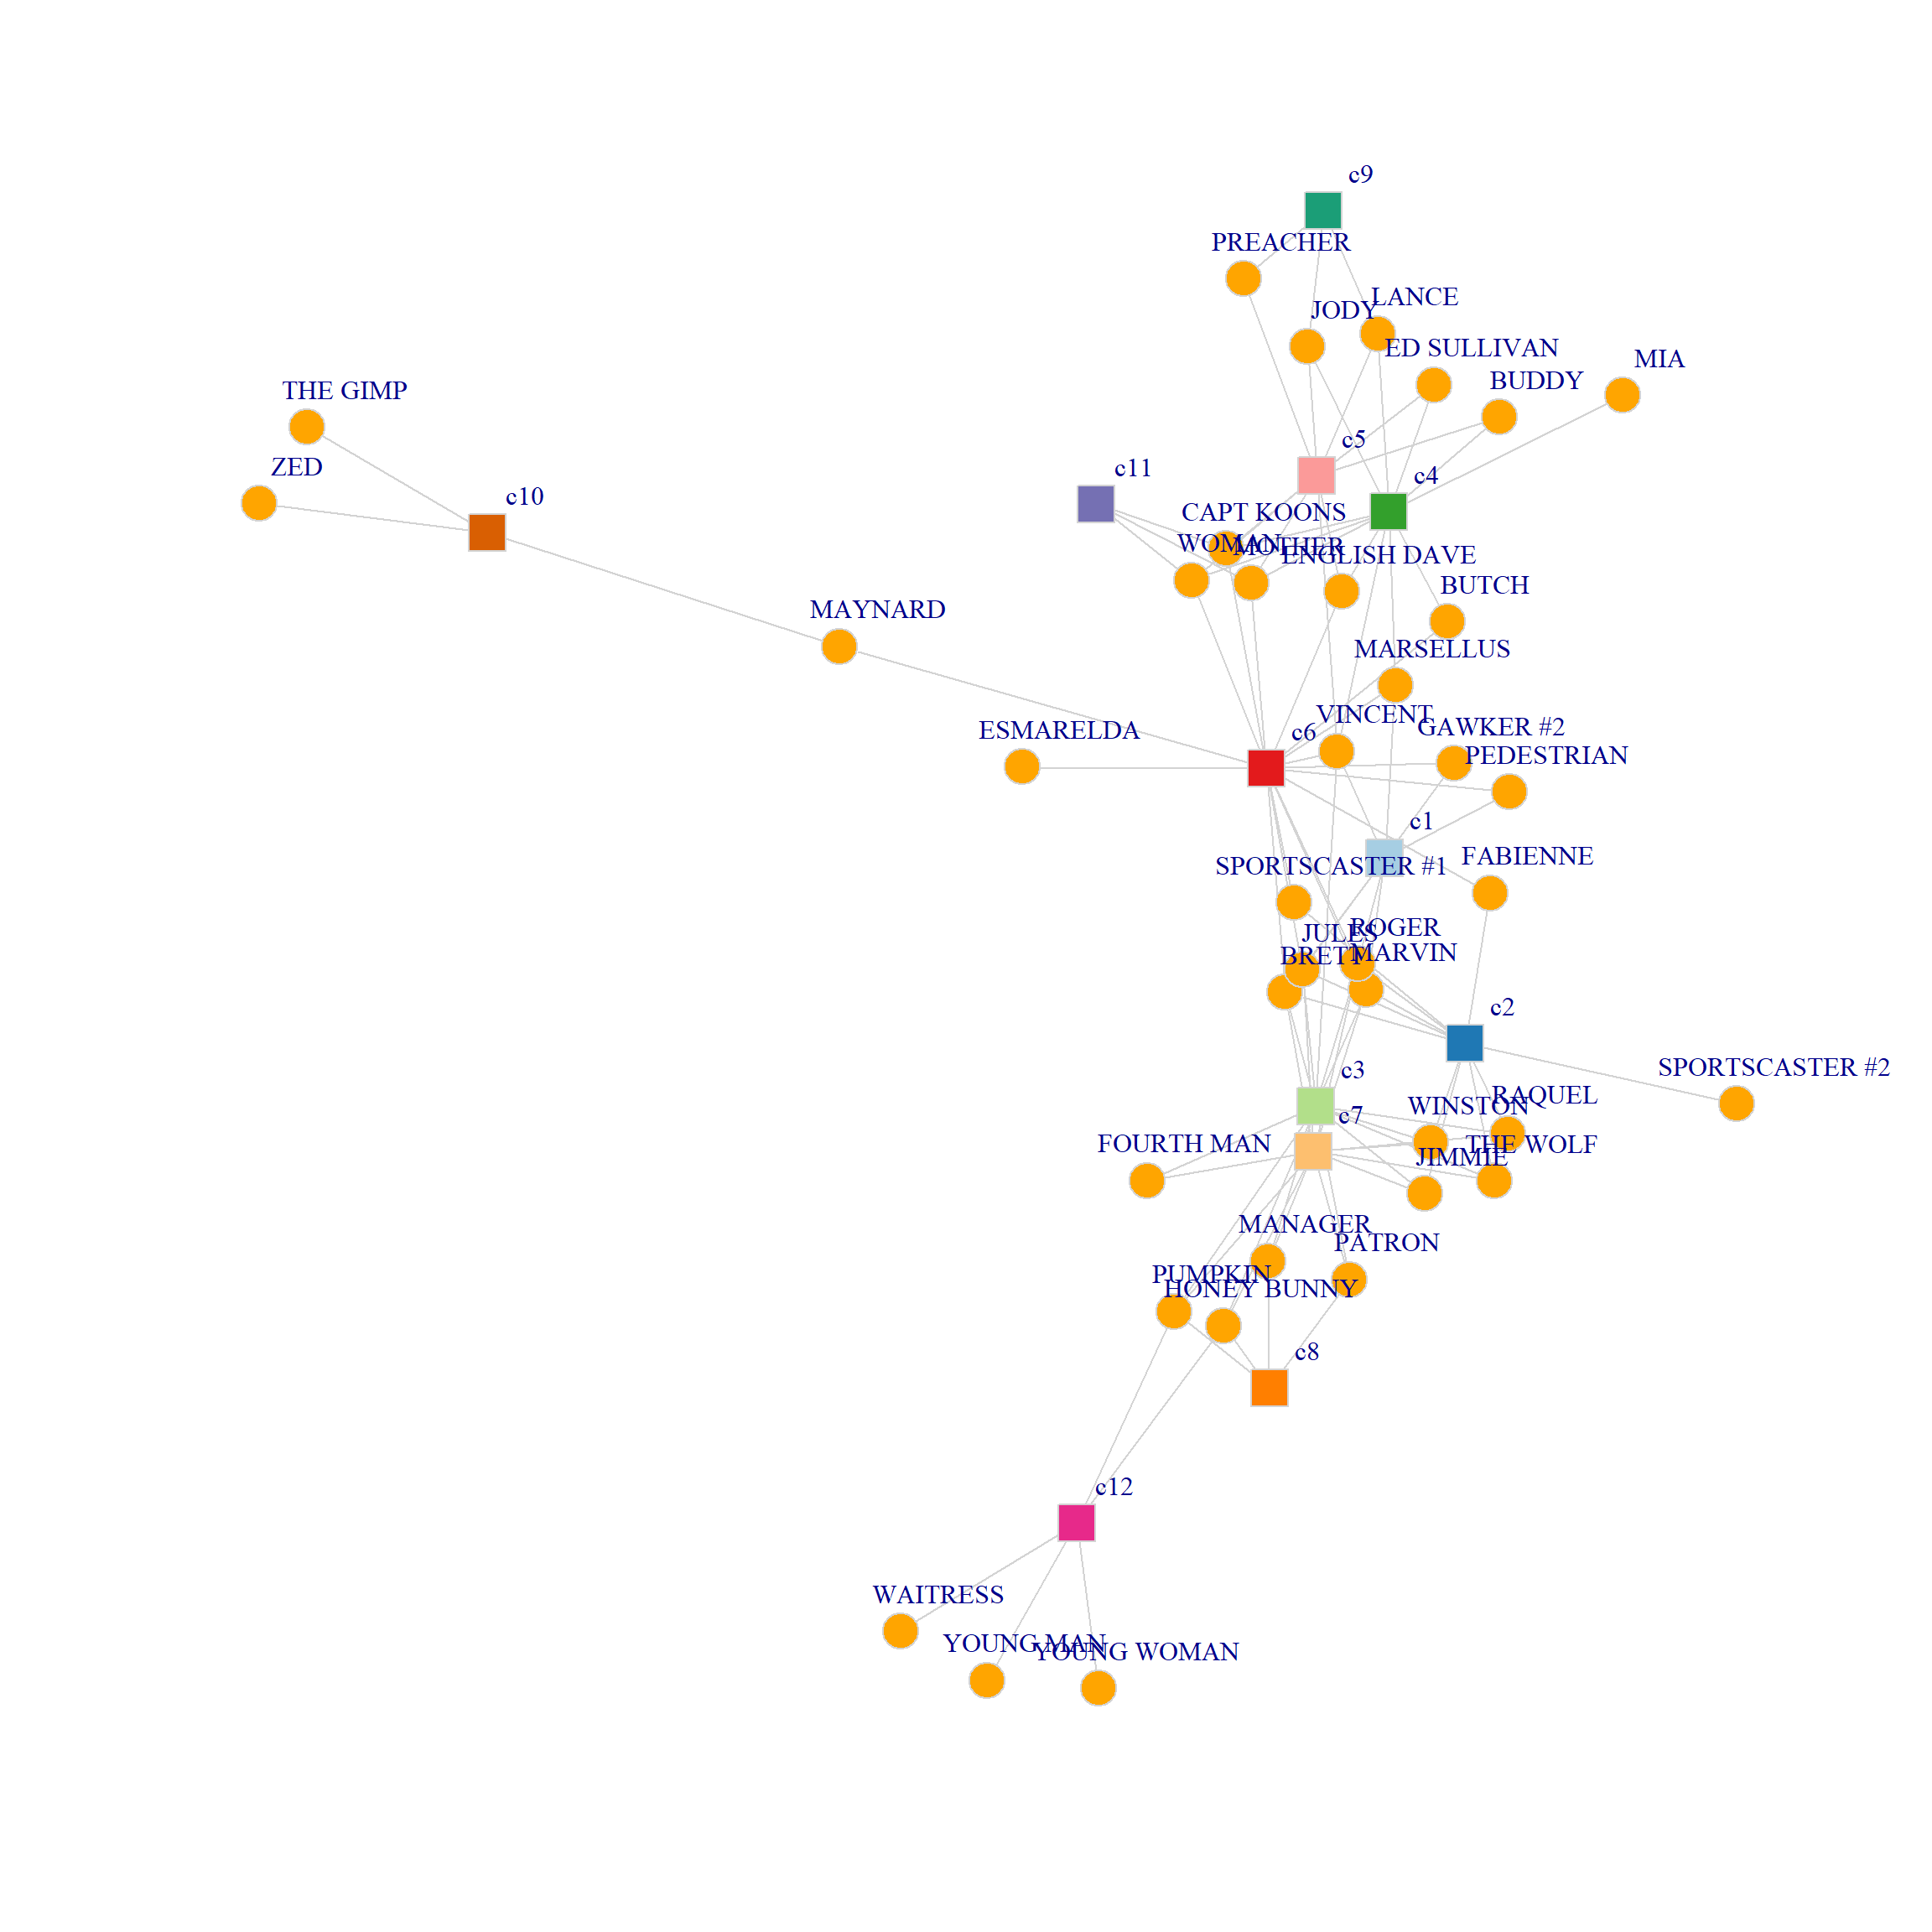 c9
PREACHER
LANCE
JODY
ED SULLIVAN
MIA
BUDDY
THE GIMP
c5
ZED
c11
c4
c10
CAPT KOONS
WOMAN
MOTHER
ENGLISH DAVE
BUTCH
MAYNARD
MARSELLUS
VINCENT
ESMARELDA
c6
GAWKER #2
PEDESTRIAN
c1
SPORTSCASTER #1
FABIENNE
ROGER
JULES
BRETT
MARVIN
c2
c3
SPORTSCASTER #2
RAQUEL
WINSTON
c7
FOURTH MAN
THE WOLF
JIMMIE
MANAGER
PATRON
PUMPKIN
HONEY BUNNY
c8
c12
WAITRESS
YOUNG MAN
YOUNG WOMAN